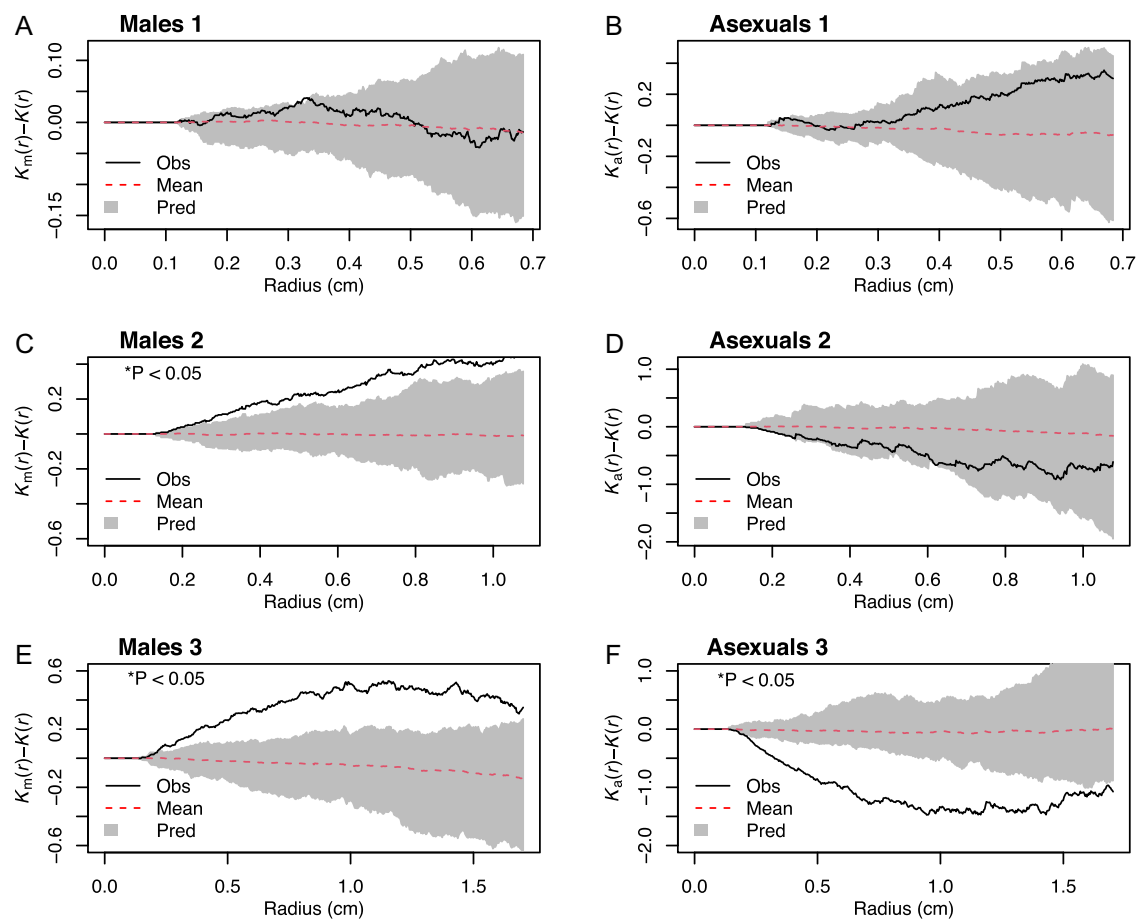 A
Males 1
Km(r)−K(r)
0.10
0.00
−0.15
Obs
Mean
Pred
0.0 0.1 0.2 0.3 0.4 0.5 0.6 0.7
Radius (cm)
B
Asexuals 1
Ka(r)−K(r)
0.2
−0.2
−0.6
Obs
Mean
Pred
0.0 0.1 0.2 0.3 0.4 0.5 0.6 0.7
Radius (cm)
C
Males 2
*P < 0.05
Km(r)−K(r)
0.2
−0.2
−0.6
Obs
Mean
Pred
0.0 0.2 0.4 0.6 0.8 1.0
Radius (cm)
D
Asexuals 2
Ka(r)−K(r)
1.0
0.0
−1.0
−2.0
Obs
Mean
Pred
0.0 0.2 0.4 0.6 0.8 1.0
Radius (cm)
E
Males 3
*P < 0.05
Km(r)−K(r)
0.6
0.2
−0.2
−0.6
Obs
Mean
Pred
0.0 0.5 1.0 1.5
Radius (cm)
F
Asexuals 3
*P < 0.05
Ka(r)−K(r)
1.0
0.0
−1.0
−2.0
Obs
Mean
Pred
0.0 0.5 1.0 1.5
Radius (cm)